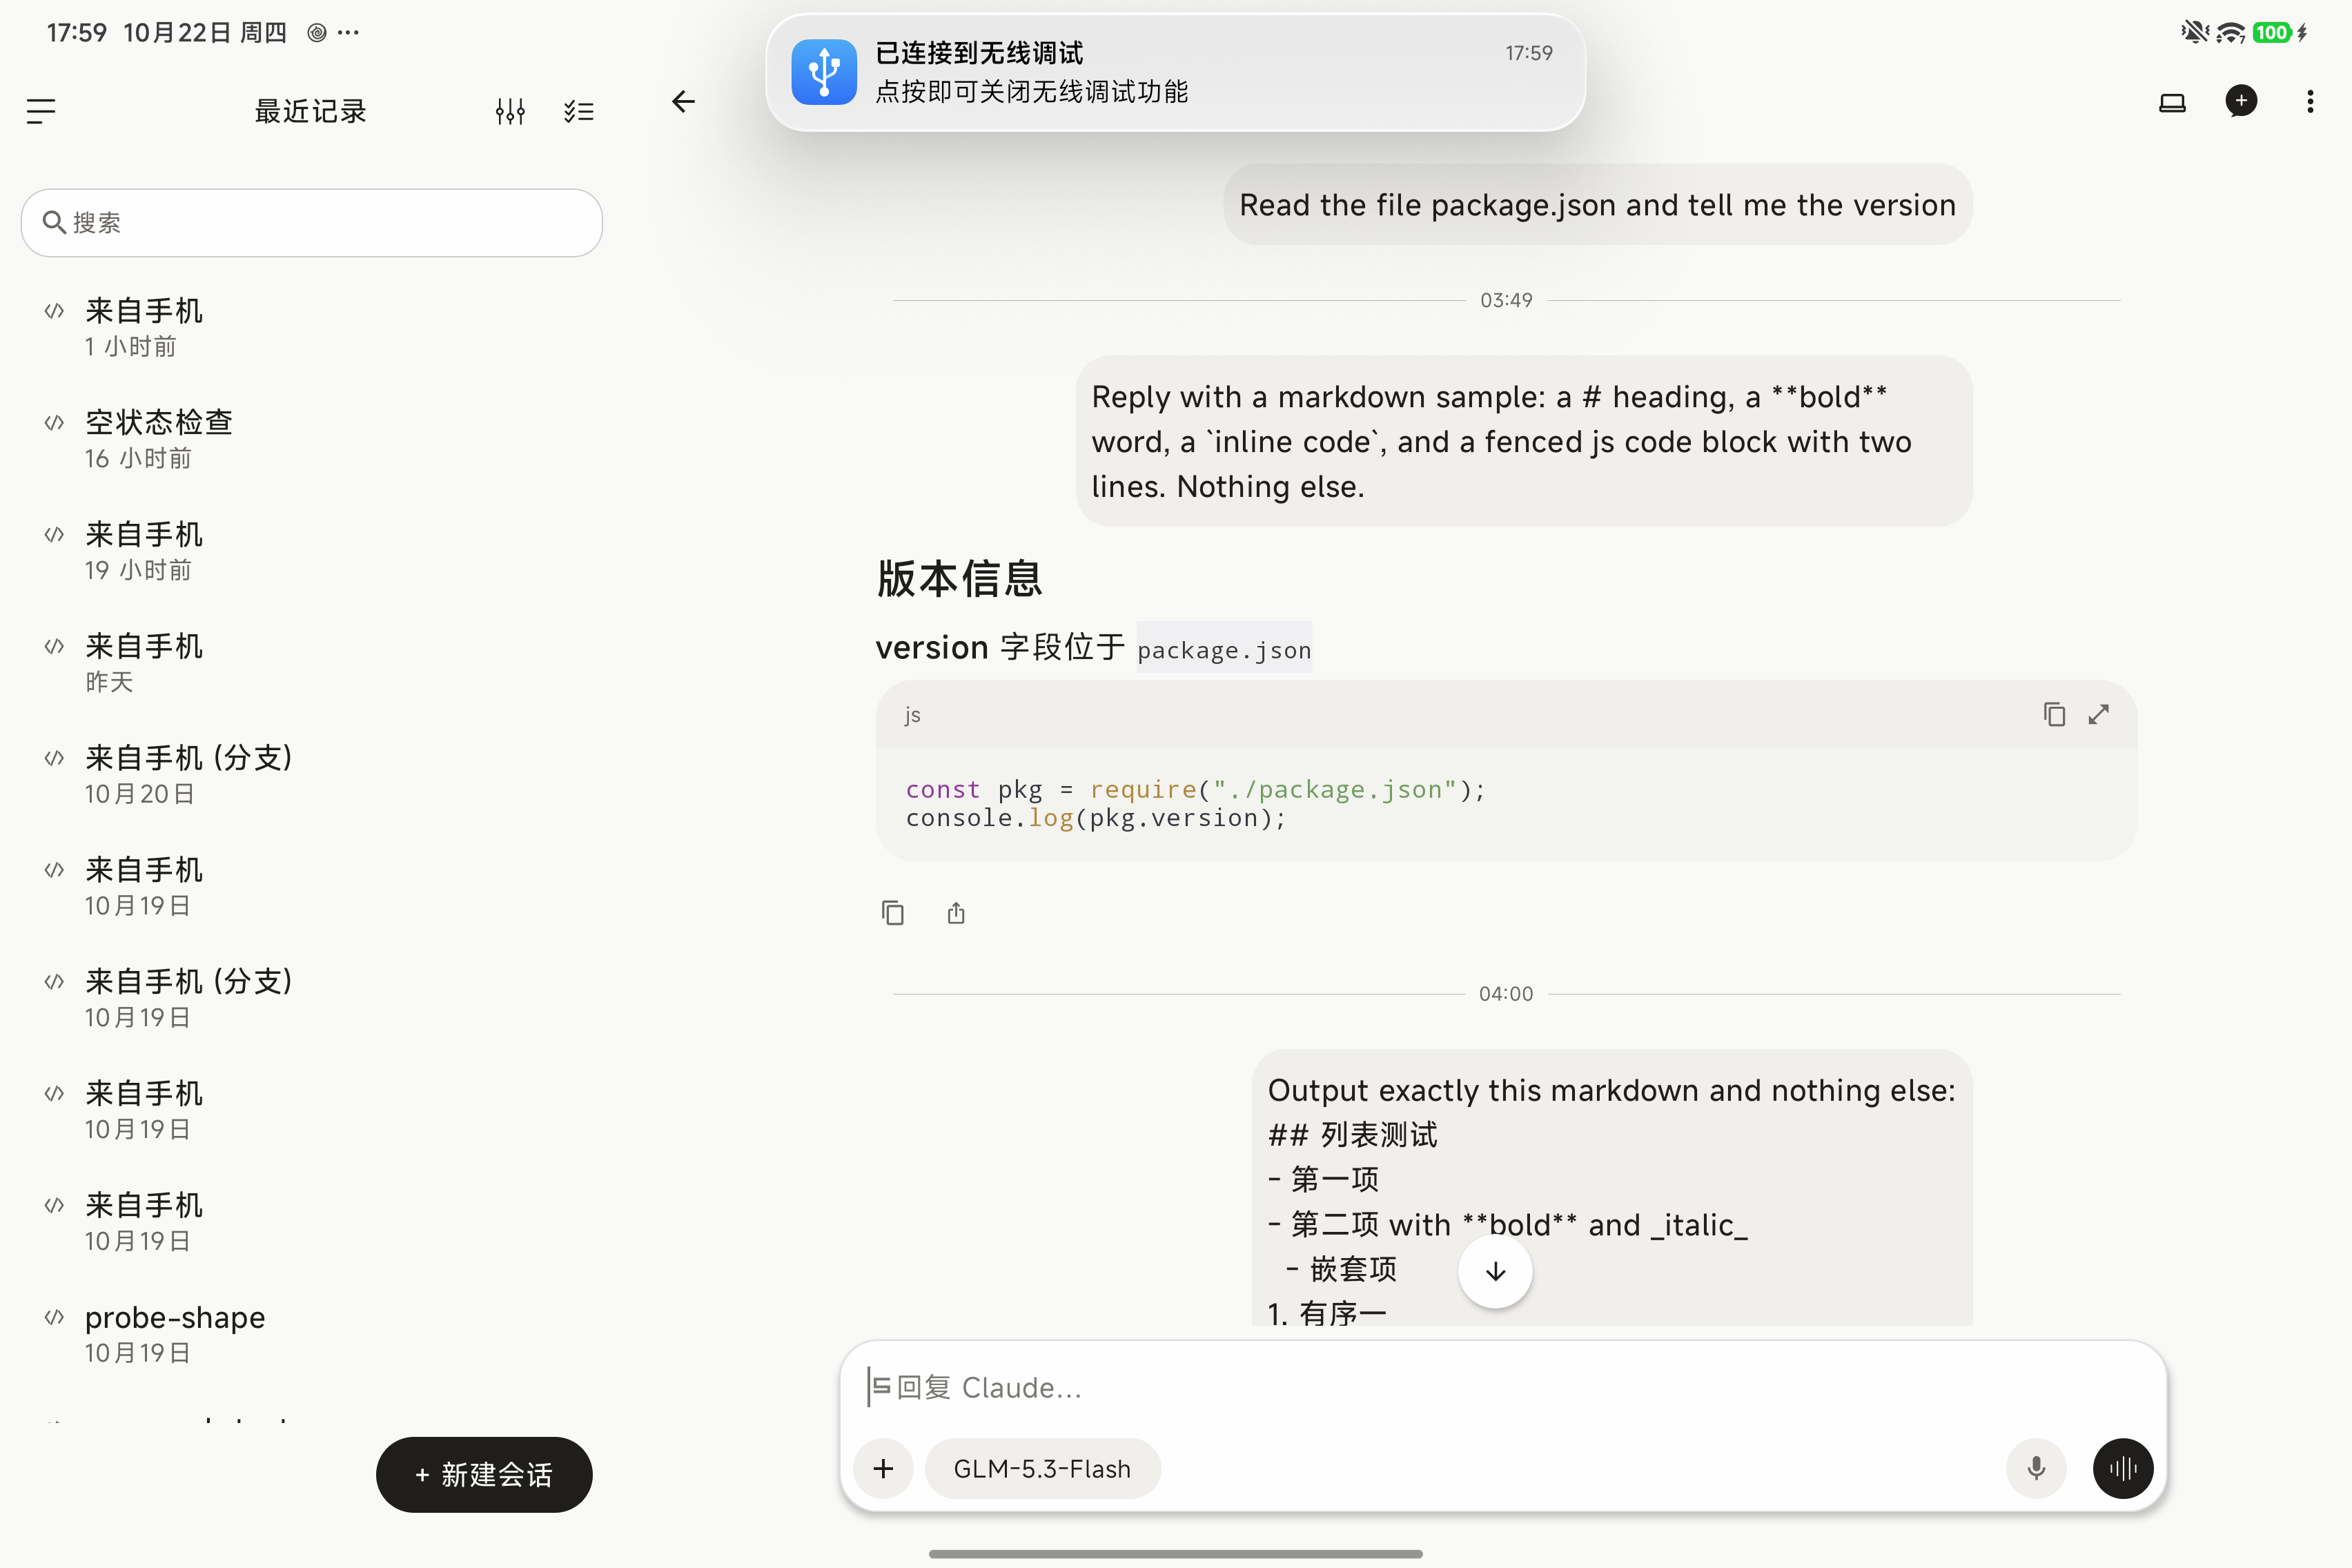 17:59 10月22日 周四
100
已连接到无线调试
17:59
点按即可关闭无线调试功能
最近记录
搜索
来自手机
1 小时前
空状态检查
16 小时前
来自手机
19 小时前
来自手机
昨天
来自手机 (分支)
10月20日
来自手机
10月19日
来自手机 (分支)
10月19日
来自手机
10月19日
来自手机
10月19日
probe-shape
10月19日
+ 新建会话
Read the file package.json and tell me the version
03:49
Reply with a markdown sample: a # heading, a **bold**
word, a `inline code`, and a fenced js code block with two
lines. Nothing else.
版本信息
version 字段位于 package.json
js
const pkg = require("./package.json");
console.log(pkg.version);
04:00
Output exactly this markdown and nothing else:
## 列表测试
- 第一项
- 第二项 with **bold** and _italic_
- 嵌套项
1. 有序一
回复 Claude...
GLM-5.3-Flash